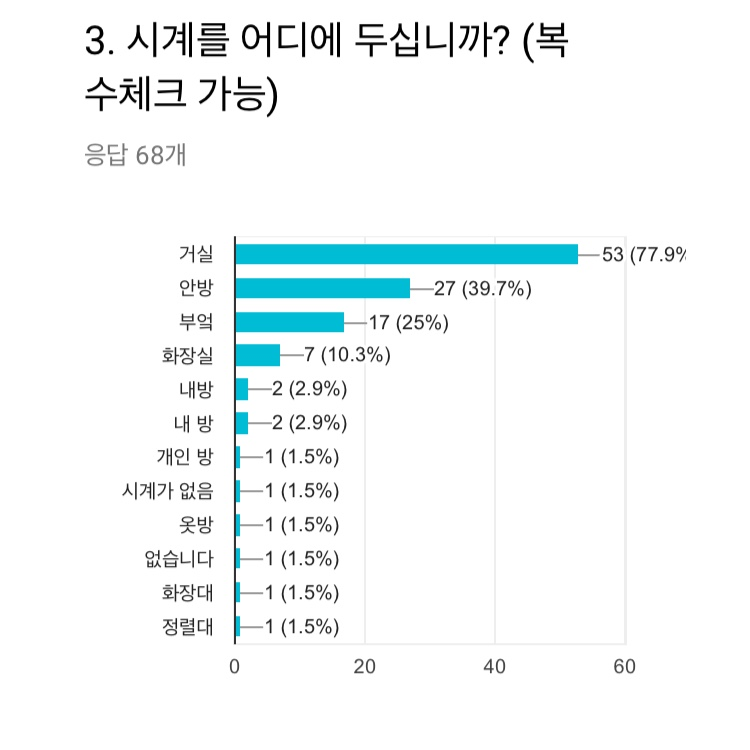 3. 시계를 어디에 두십니까? (복
수체크 가능)
응답 68개
거실 53 (77.9%
안방 27 (39.7%)
부엌 17 (25%)
화장실 7 (10.3%)
내방 2 (2.9%)
내 방 2 (2.9%)
개인 방 1 (1.5%)
시계가 없음 1 (1.5%)
옷방 1 (1.5%)
없습니다 1 (1.5%)
화장대 1 (1.5%)
정렬대 1 (1.5%)
0 20 40 60